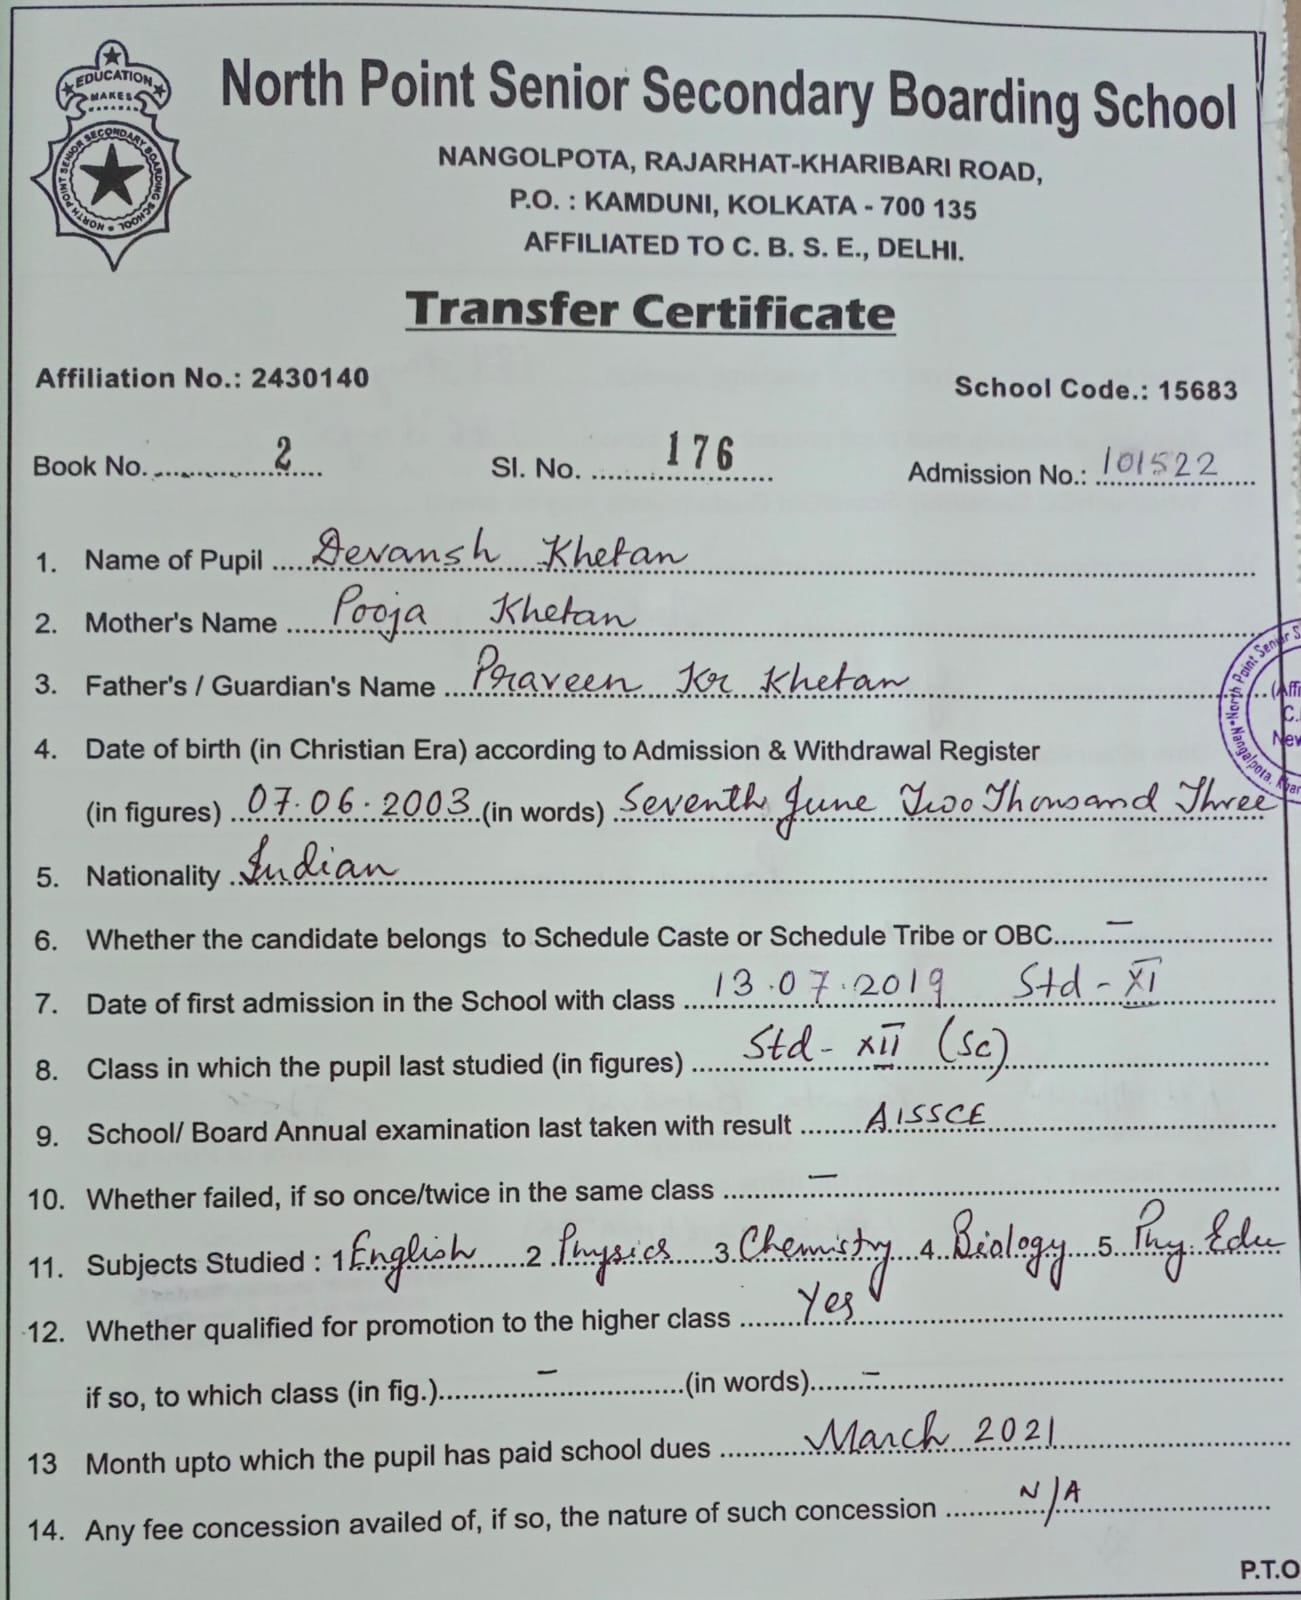 EDUCATION
MAKES
NORTH POINT SENIOR SECONDARY BOARDING SCHOOL
North Point Senior Secondary Boarding School
NANGOLPOTA, RAJARHAT-KHARIBARI ROAD,
P.O. : KAMDUNI, KOLKATA - 700 135
AFFILIATED TO C. B. S. E., DELHI.
Transfer Certificate
Affiliation No.: 2430140 School Code.: 15683
Book No. 2 Sl. No. 176 Admission No.: 101522
1. Name of Pupil Devansh Khetan
2. Mother's Name Pooja Khetan
3. Father's / Guardian's Name Praveen Kr Khetan
North Point Senior S
(Affi
C.
New
Nangalpota, Khar
4. Date of birth (in Christian Era) according to Admission & Withdrawal Register
(in figures) 07.06.2003 (in words) Seventh June Two Thousand Three
5. Nationality Indian
6. Whether the candidate belongs to Schedule Caste or Schedule Tribe or OBC. –
7. Date of first admission in the School with class 13.07.2019 Std - XI
8. Class in which the pupil last studied (in figures) Std - XII (Sc)
9. School/ Board Annual examination last taken with result AISSCE
10. Whether failed, if so once/twice in the same class –
11. Subjects Studied : 1 English 2 Physics 3 Chemistry 4. Biology 5. Phy. Edu
12. Whether qualified for promotion to the higher class Yes
if so, to which class (in fig.) – (in words) –
13 Month upto which the pupil has paid school dues March 2021
14. Any fee concession availed of, if so, the nature of such concession N/A
P.T.O